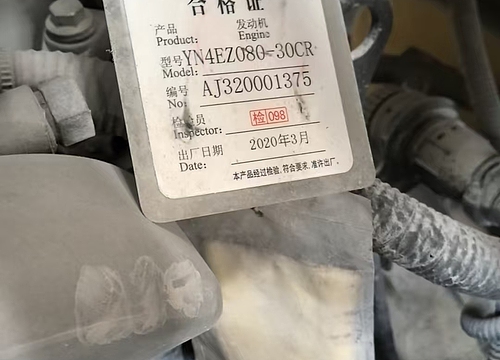 合格证
产品 发动机
Product: Engine
型号 YN4EZ080-30CR
Model:
编号 AJ320001375
No:
检验员 检098
Inspector:
出厂日期 2020年3月
Date:
本产品经过检验,符合要求,准许出厂。